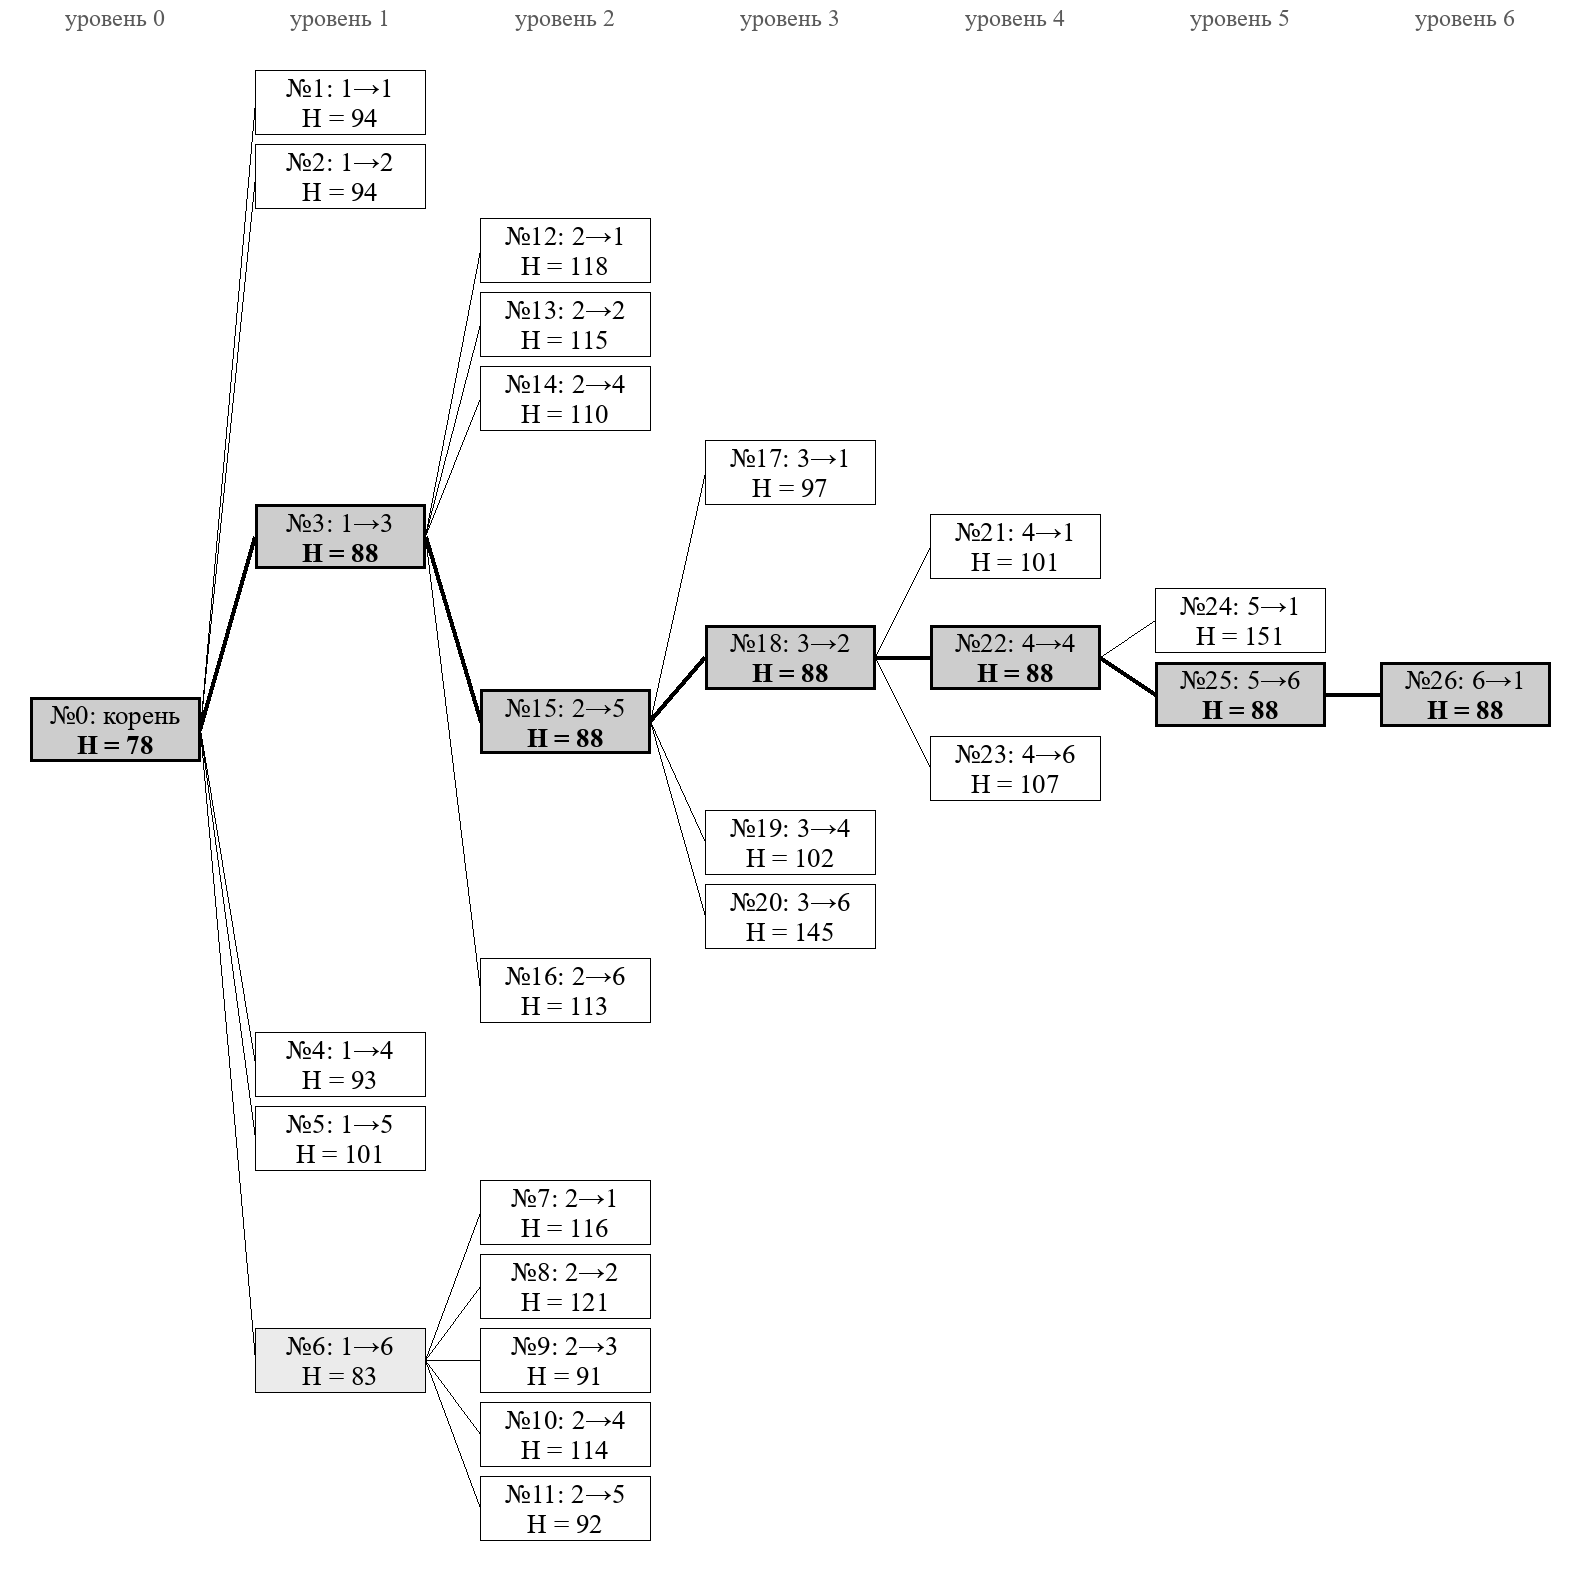 уровень 0
уровень 1
уровень 2
уровень 3
уровень 4
уровень 5
уровень 6
№1: 1→1
H = 94
№2: 1→2
H = 94
№12: 2→1
H = 118
№13: 2→2
H = 115
№14: 2→4
H = 110
№17: 3→1
H = 97
№3: 1→3
H = 88
№21: 4→1
H = 101
№24: 5→1
H = 151
№18: 3→2
H = 88
№22: 4→4
H = 88
№25: 5→6
H = 88
№26: 6→1
H = 88
№0: корень
H = 78
№15: 2→5
H = 88
№23: 4→6
H = 107
№19: 3→4
H = 102
№20: 3→6
H = 145
№16: 2→6
H = 113
№4: 1→4
H = 93
№5: 1→5
H = 101
№7: 2→1
H = 116
№8: 2→2
H = 121
№6: 1→6
H = 83
№9: 2→3
H = 91
№10: 2→4
H = 114
№11: 2→5
H = 92